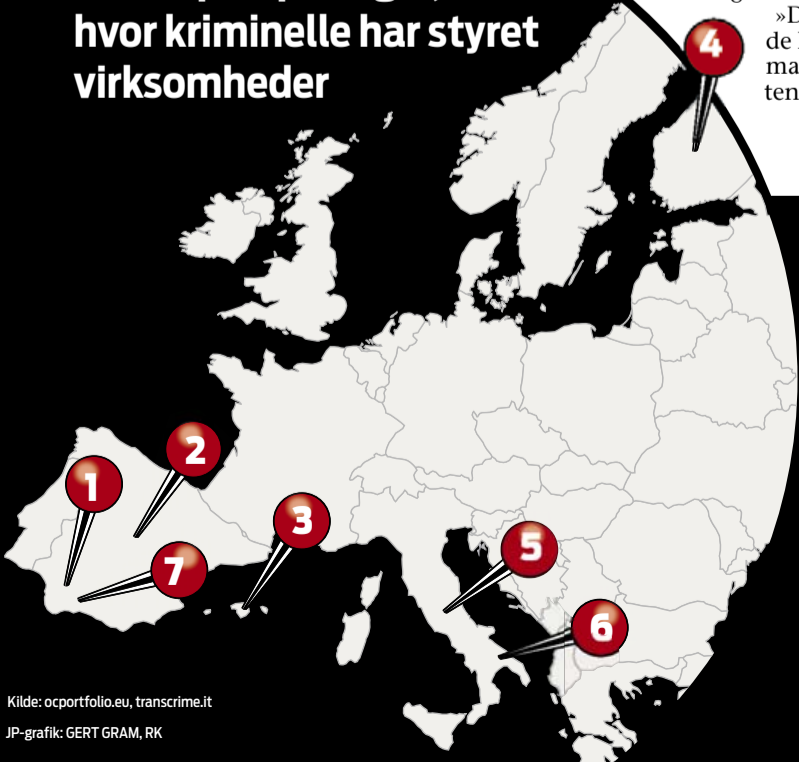 hvor kriminelle har styret
virksomheder
»D
de
ma
ten
4
2
1
3
5
7
6
Kilde: ocportfolio.eu, transcrime.it
JP-grafik: GERT GRAM, RK